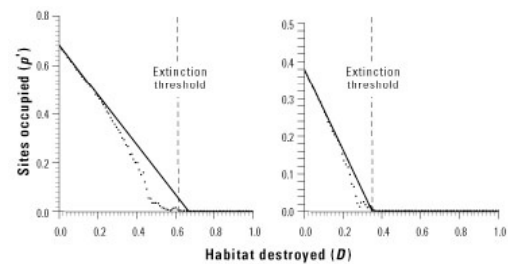 0.8
0.6
0.4
0.2
0.0
Sites occupied (p')
Extinction
threshold
0.0 0.2 0.4 0.6 0.8 1.0
0.5
0.4
0.3
0.2
0.1
0.0
Extinction
threshold
0.0 0.2 0.4 0.6 0.8 1.0
Habitat destroyed (D)